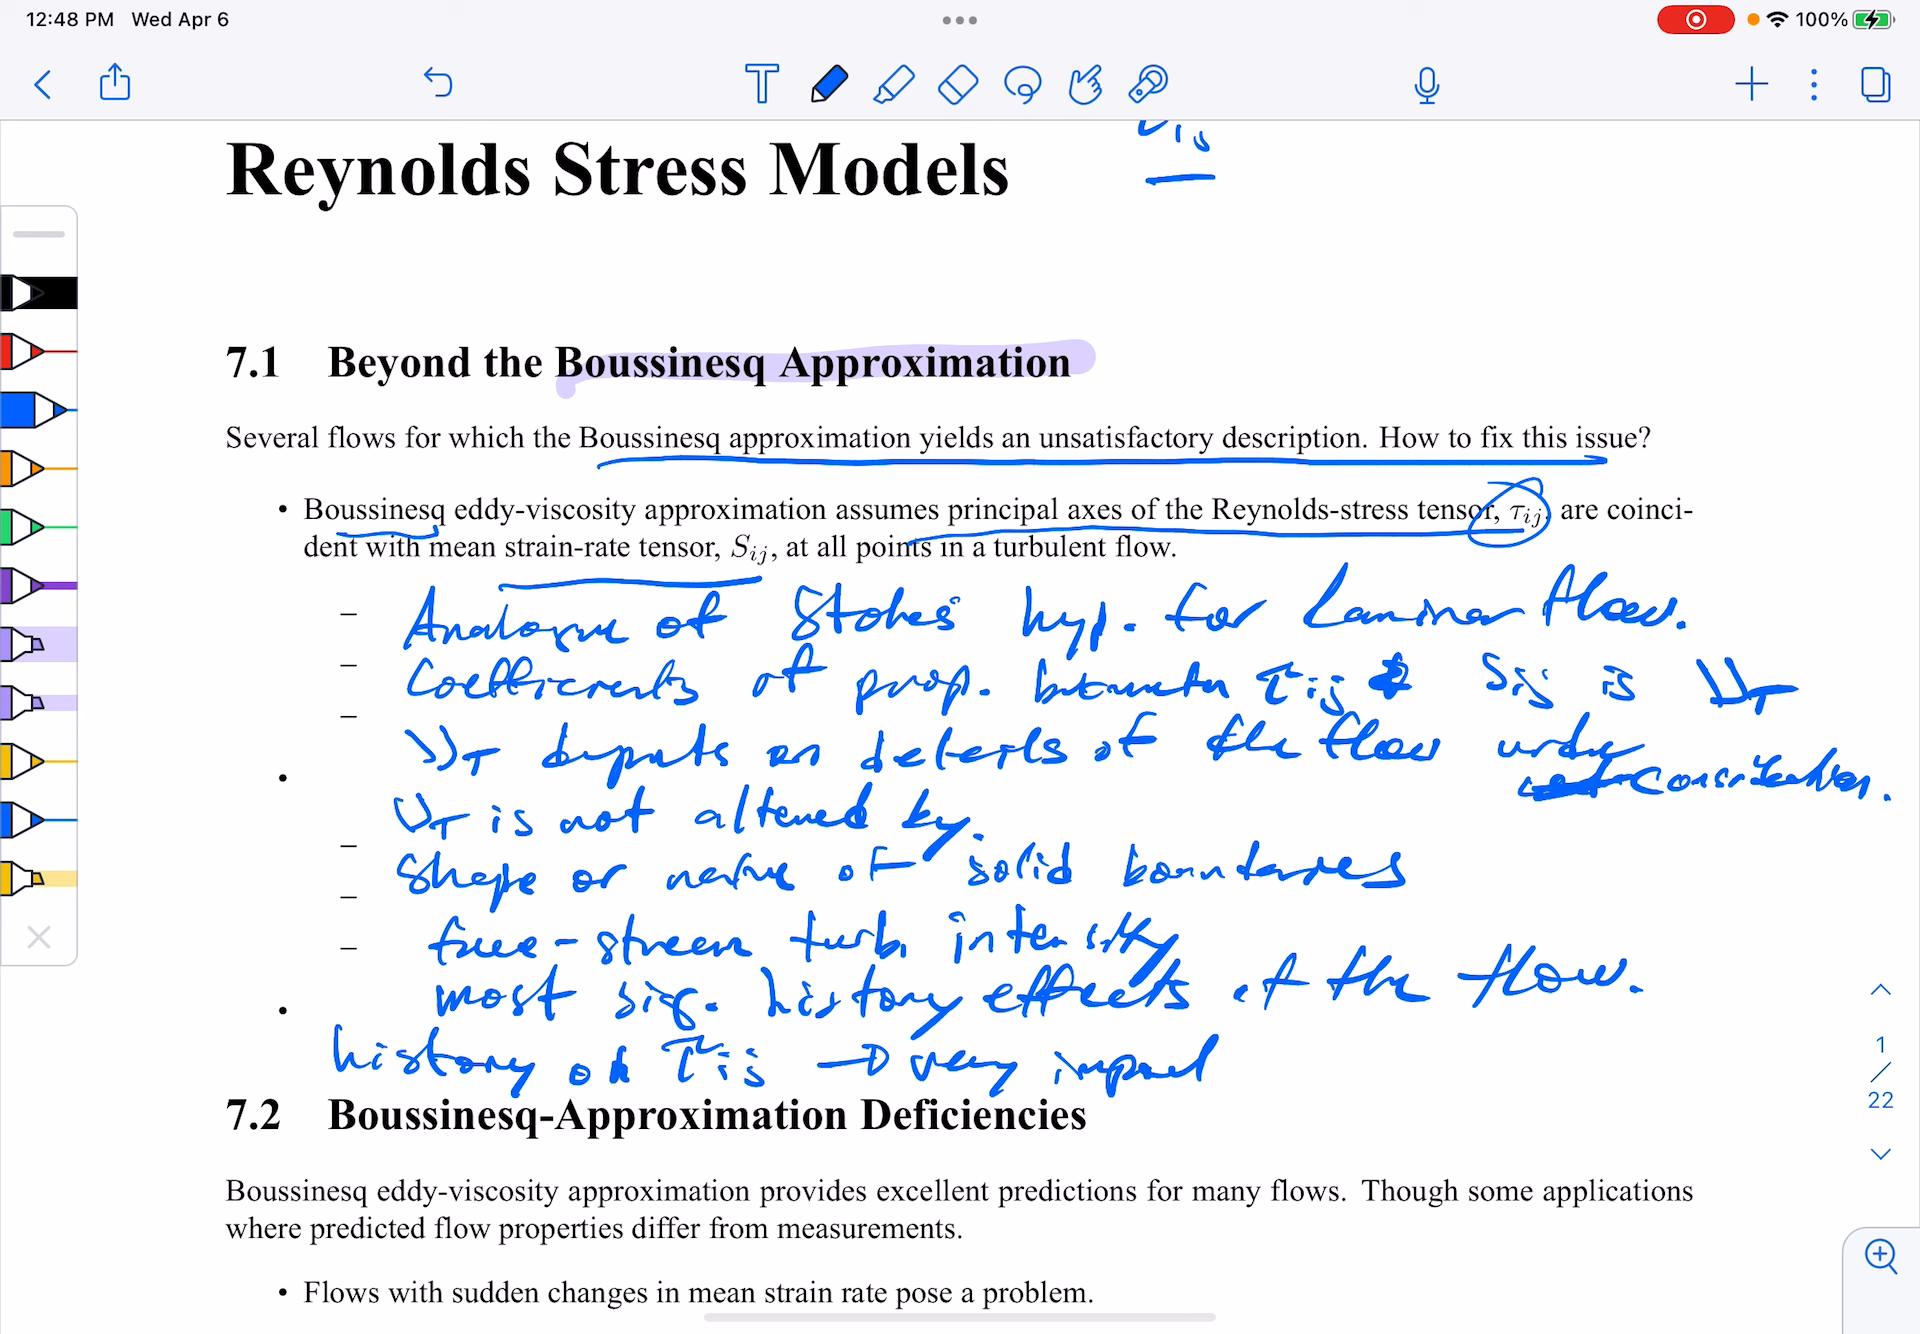 12:48 PM Wed Apr 6
100%
Reynolds Stress Models
7.1 Beyond the Boussinesq Approximation
Several flows for which the Boussinesq approximation yields an unsatisfactory description. How to fix this issue?
• Boussinesq eddy-viscosity approximation assumes principal axes of the Reynolds-stress tensor, τij, are coinci-
dent with mean strain-rate tensor, Sij, at all points in a turbulent flow.
– Analogue of Stokes' hyp. for Laminar flow.
– Coefficients of prop. between τij & Sij is νT
– νT depends on details of the flow under
consideration.
• νT is not altered by.
– Shape or nature of solid boundaries
– free-stream turb. intensity
– most sig. history effects of the flow.
• history of τij → very
7.2 Boussinesq-Approximation Deficiencies
Boussinesq eddy-viscosity approximation provides excellent predictions for many flows. Though some applications
where predicted flow properties differ from measurements.
• Flows with sudden changes in mean strain rate pose a problem.
1
/
22